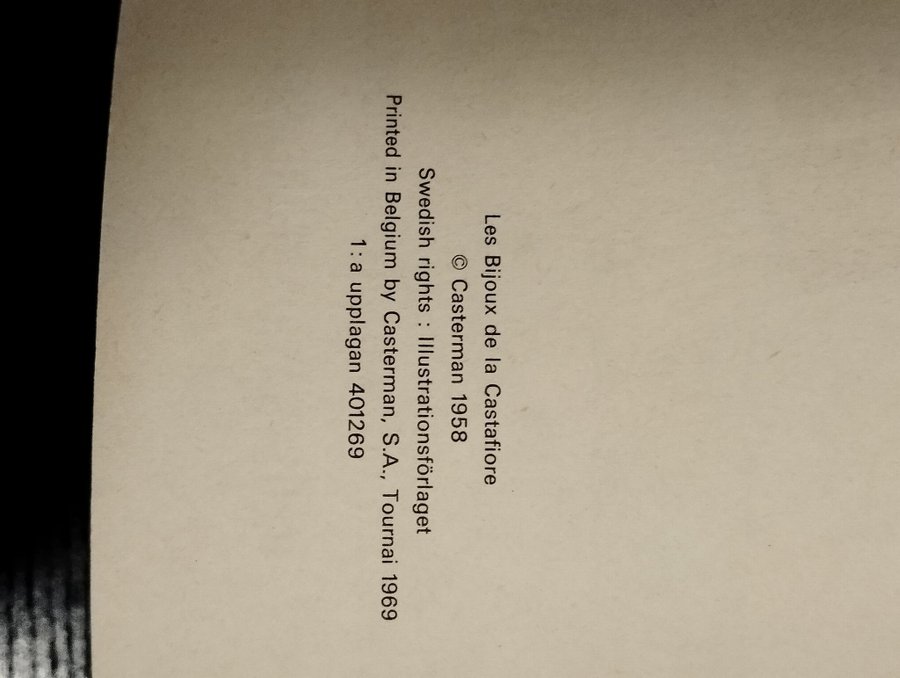 Les Bijoux de la Castafiore
© Casterman 1958
Swedish rights : Illustrationsförlaget
Printed in Belgium by Casterman, S.A., Tournai 1969
1:a upplagan 401269